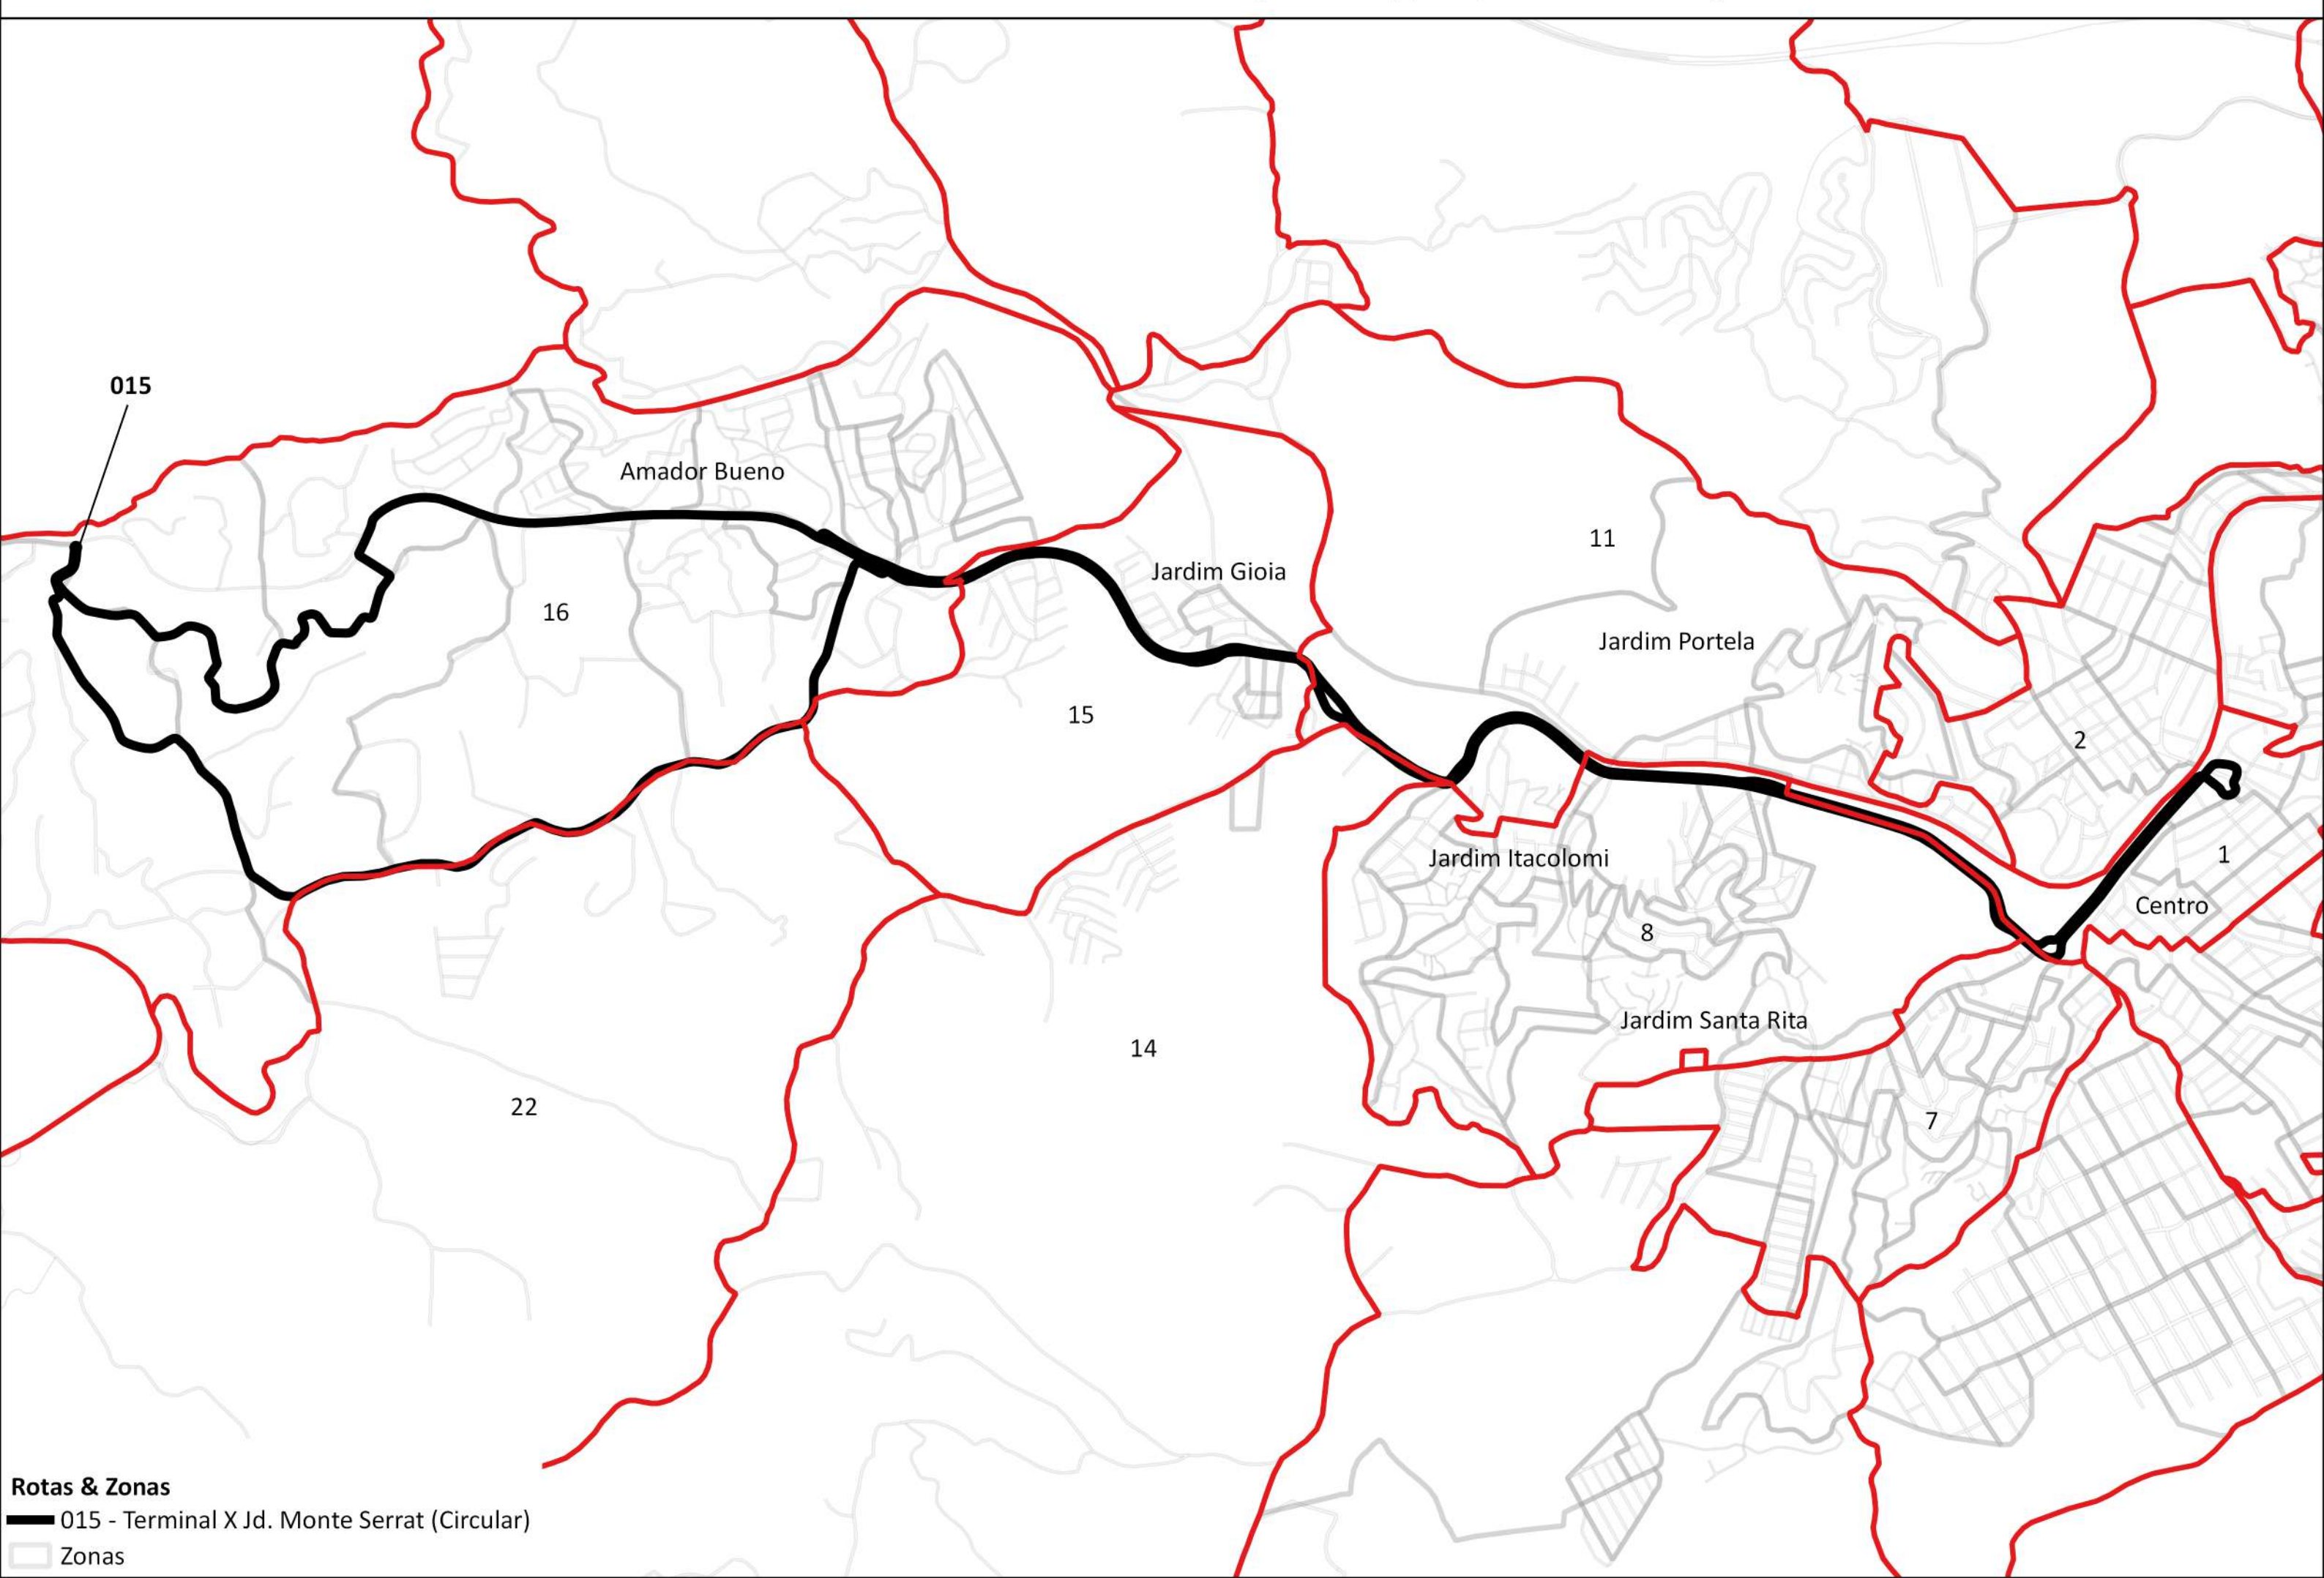 015
Amador Bueno
11
Jardim Gioia
16
Jardim Portela
15
2
Jardim Itacolomi
1
Centro
8
Jardim Santa Rita
14
22
7
Rotas & Zonas
015 - Terminal X Jd. Monte Serrat (Circular)
Zonas